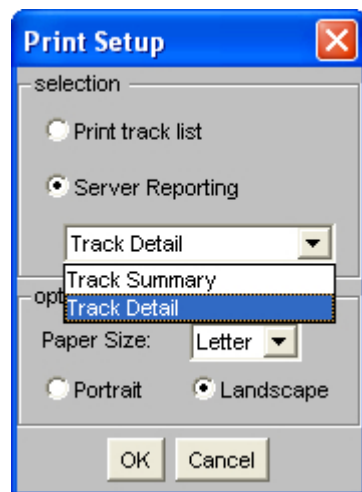 Print Setup
selection
Print track list
Server Reporting
Track Detail
Track Summary
Track Detail
opt
Paper Size: Letter
Portrait Landscape
OK Cancel